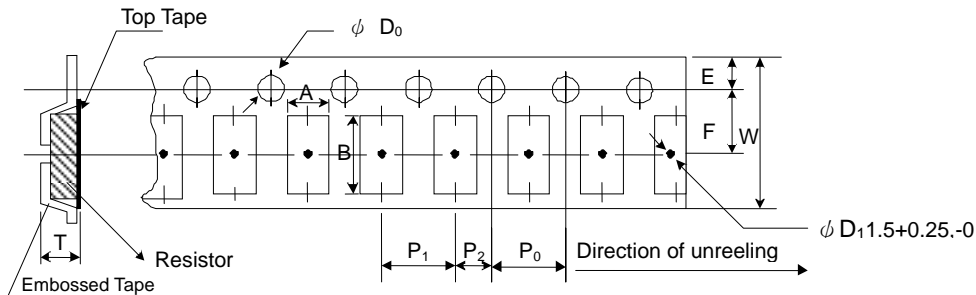 Top Tape
ϕ D₀
E
A
F
W
B
ϕ D₁1.5+0.25,-0
T
Resistor
P₁
P₂
P₀
Direction of unreeling
Embossed Tape